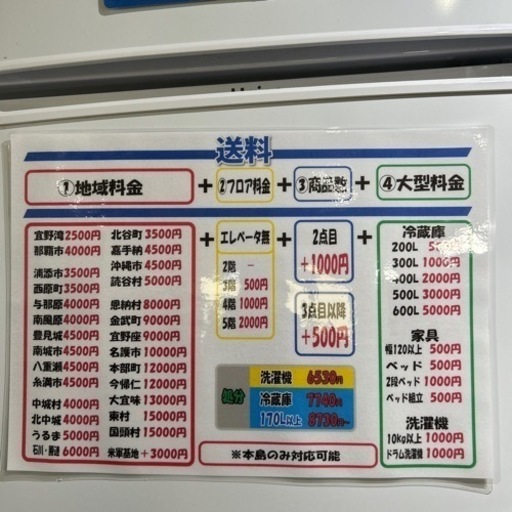 送料
①地域料金 + ②フロア料金 + ③商品数 + ④大型料金
宜野湾 2500円
那覇市 4000円
浦添市 3500円
西原町 3500円
与那原 4000円
南風原 4000円
豊見城 4500円
南城市 4500円
八重瀬 4500円
糸満市 4500円
中城村 4000円
北中城 4000円
うるま 5000円
石川・勝連 6000円
北谷町 3500円
嘉手納 4500円
沖縄市 4500円
読谷村 5000円
恩納村 8000円
金武町 9000円
宜野座 9000円
名護市 10000円
本部町 12000円
今帰仁 12000円
大宜味 13000円
東村 15000円
国頭村 15000円
米軍基地 +3000円
+
エレベータ無
2階 −
3階 500円
4階 1000円
5階 2000円
+
2点目
+1000円
3点目以降
+500円
+
冷蔵庫
200L
300L 1000円
400L 2000円
500L 3000円
600L 5000円
家具
幅120以上 500円
ベッド 500円
2段ベッド 1000円
ベッド組立 500円
洗濯機
10kg以上 1000円
ドラム洗濯機 1000円
処分
洗濯機 6530円
冷蔵庫 7740円
170L以上 8730円~
※本島のみ対応可能